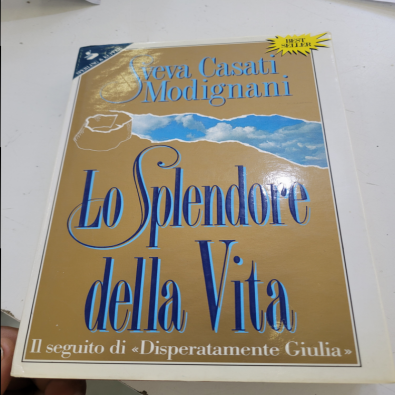 BEST
SELLER
Sveva Casati
Modignani
Lo Splendore
della Vita
Il seguito di «Disperatamente Giulia»